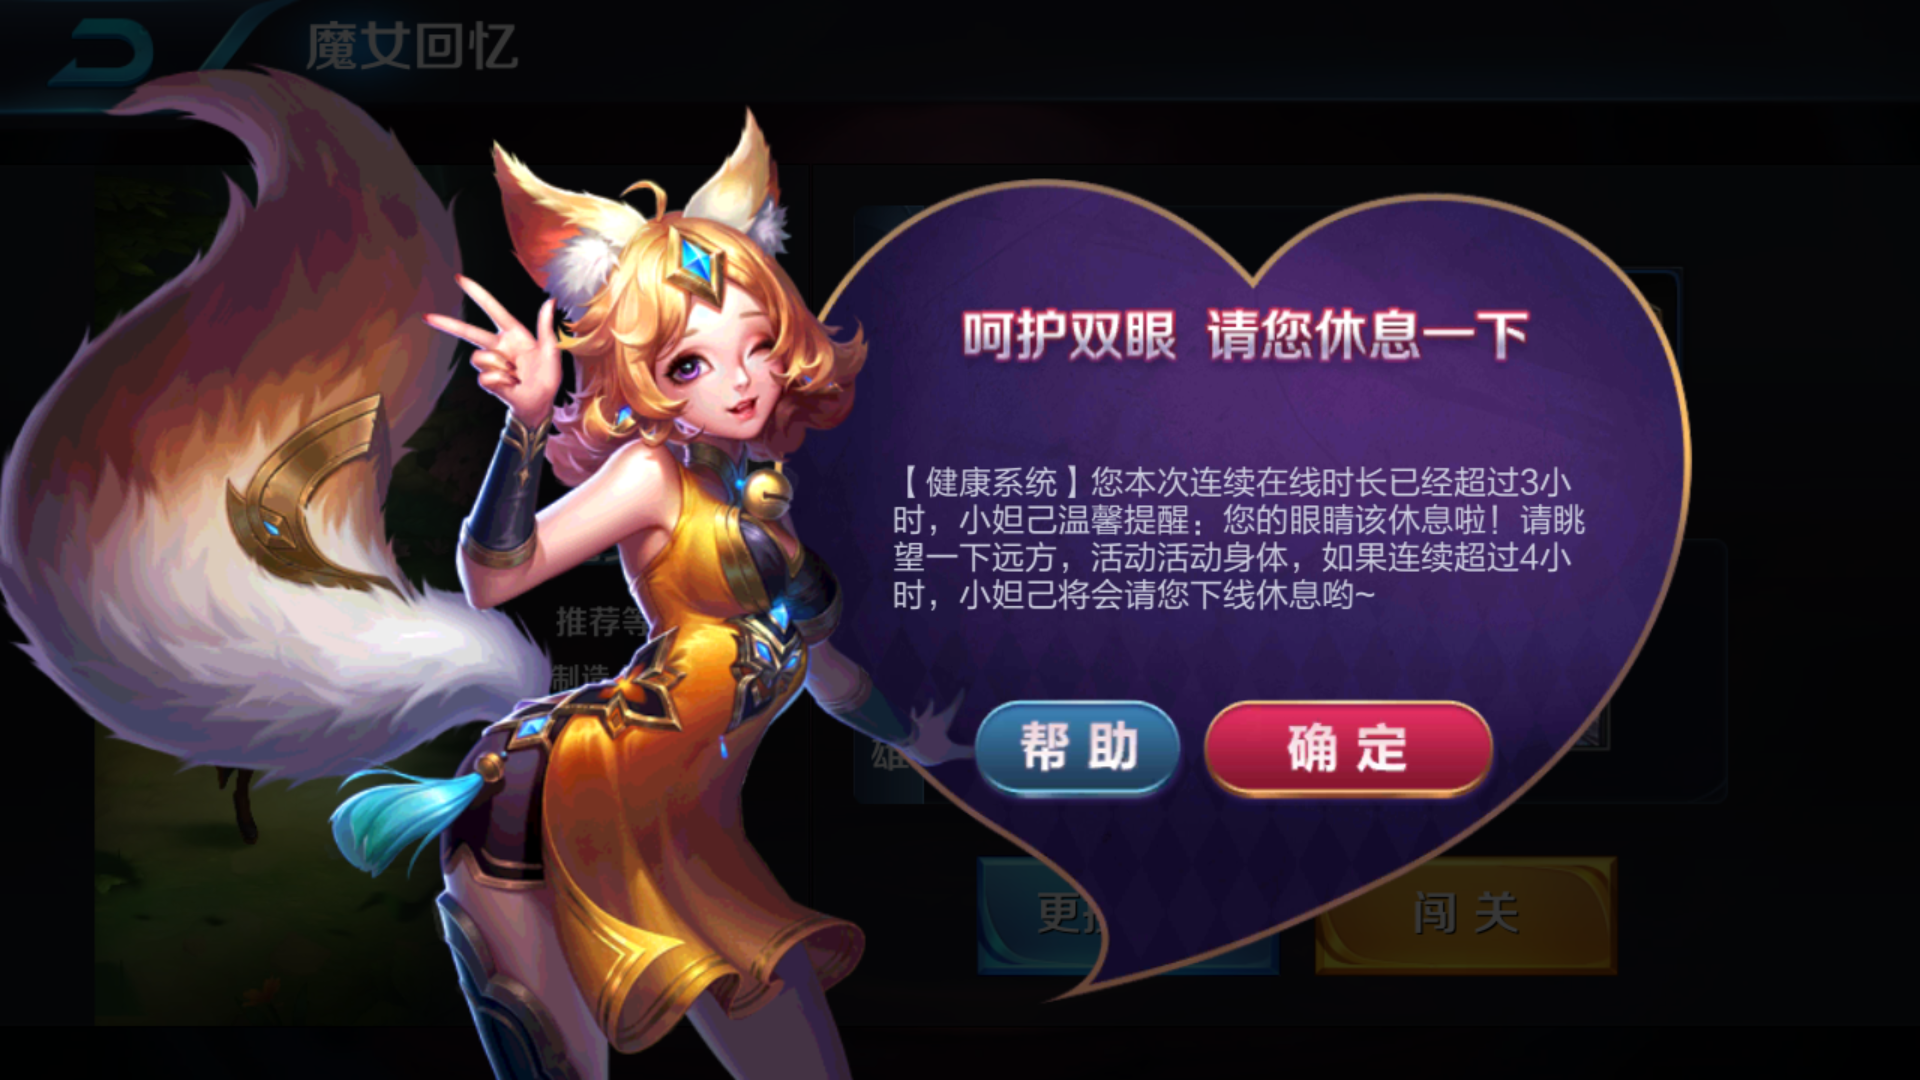 魔女回忆
呵护双眼 请您休息一下
【健康系统】您本次连续在线时长已经超过3小
时，小妲己温馨提醒：您的眼睛该休息啦！请眺
望一下远方，活动活动身体，如果连续超过4小
时，小妲己将会请您下线休息哟~
推荐等
制造
帮助
确定
雄
更
闯关